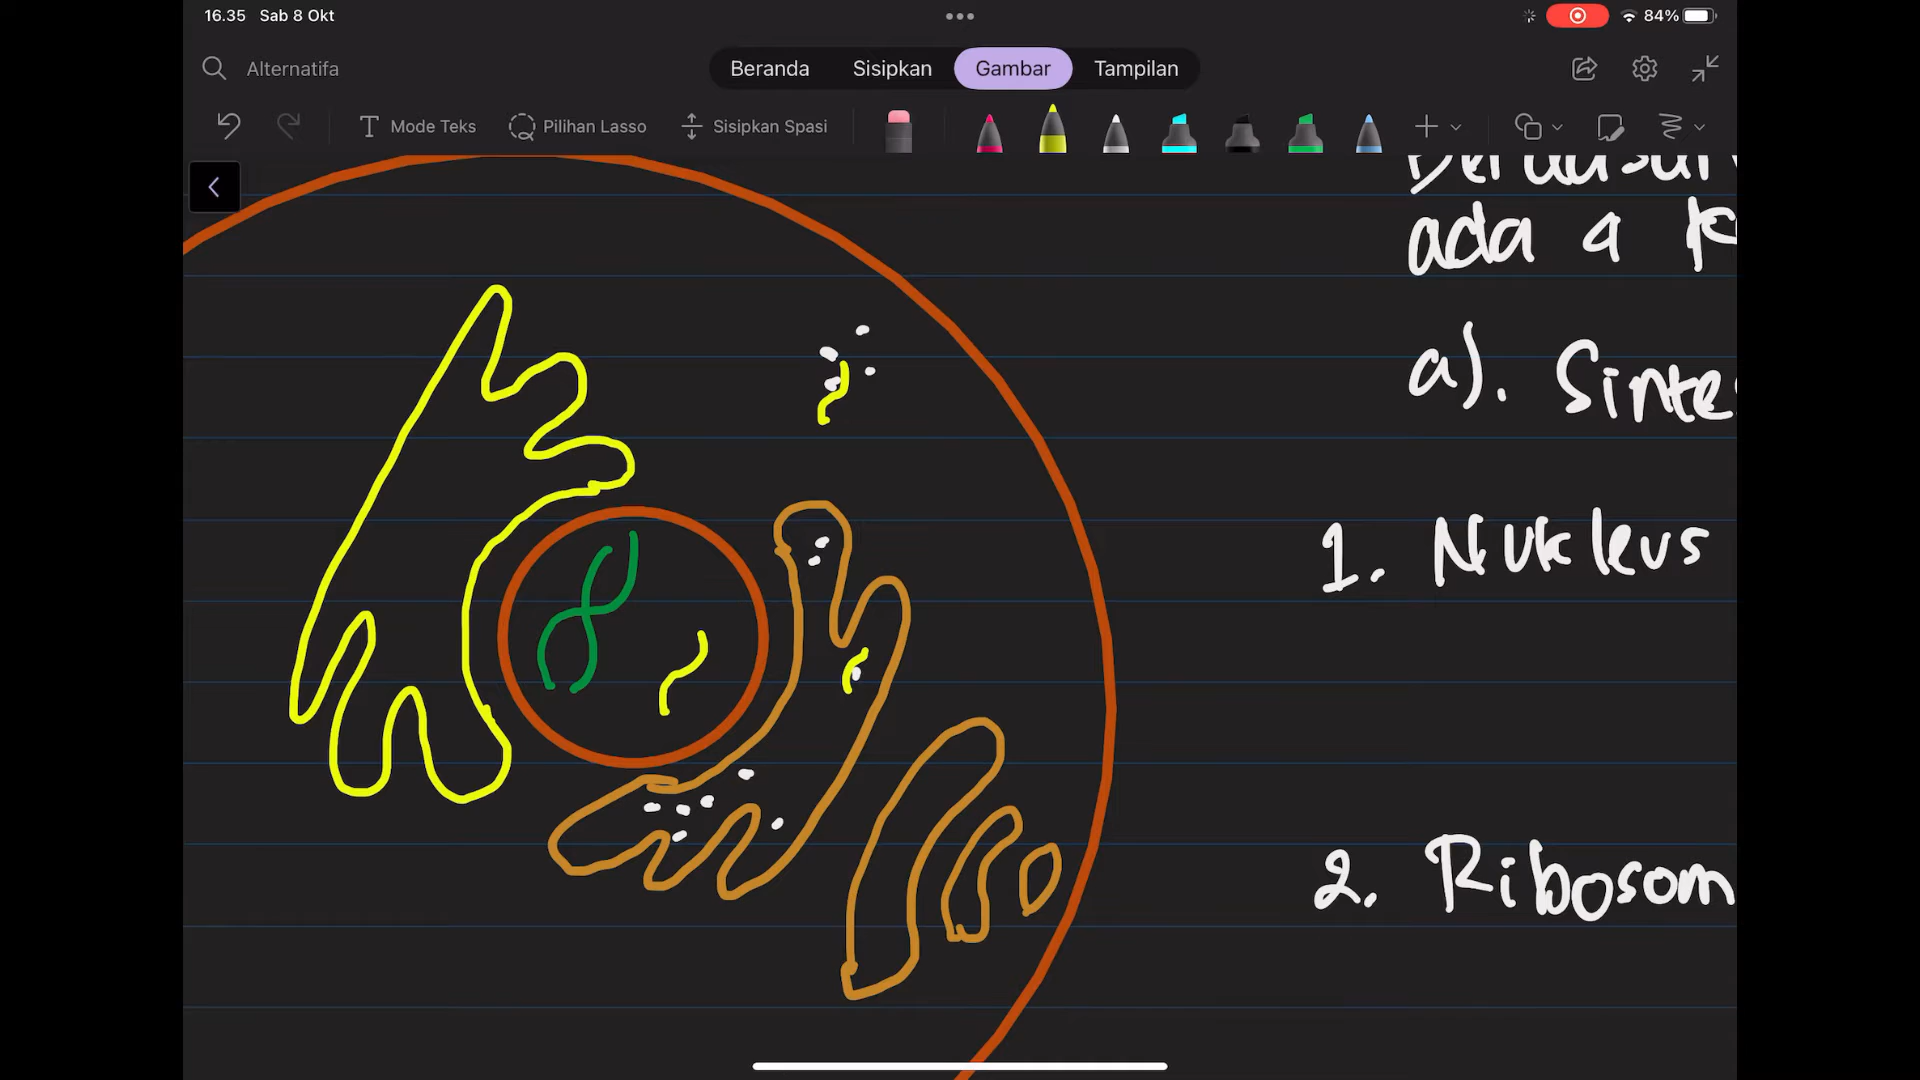 16.35 Sab 8 Okt
84%
Alternatifa
Beranda Sisipkan Gambar Tampilan
Mode Teks Pilihan Lasso Sisipkan Spasi
ada 4
a). Sinte
1. Nukleus
2. Ribosom